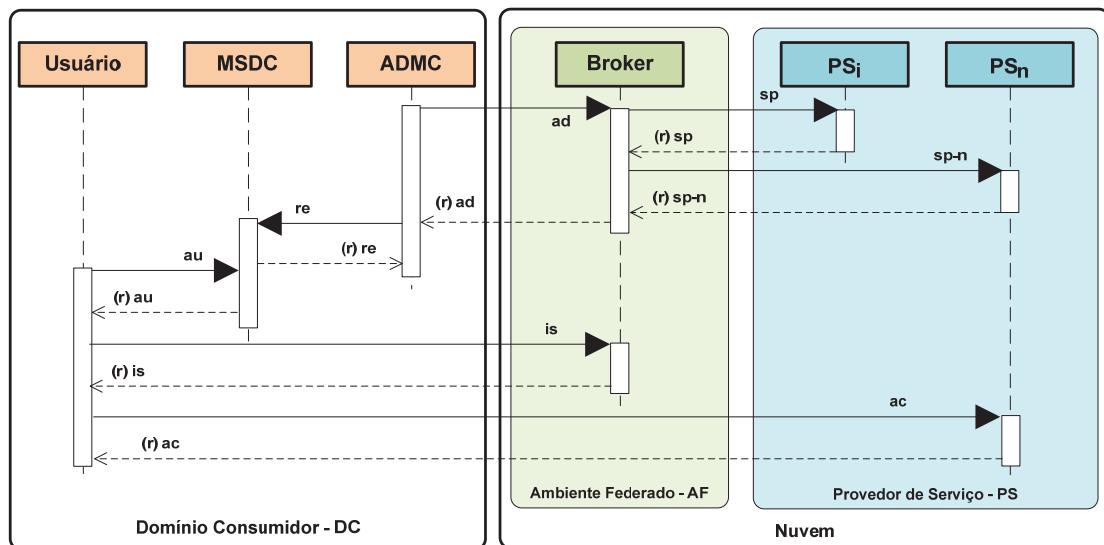 Usuário
MSDC
ADMC
Broker
PSi
PSn
sp
ad
(r) sp
sp-n
re
(r) ad
(r) sp-n
au
(r) re
(r) au
is
(r) is
ac
(r) ac
Ambiente Federado - AF
Provedor de Serviço - PS
Domínio Consumidor - DC
Nuvem